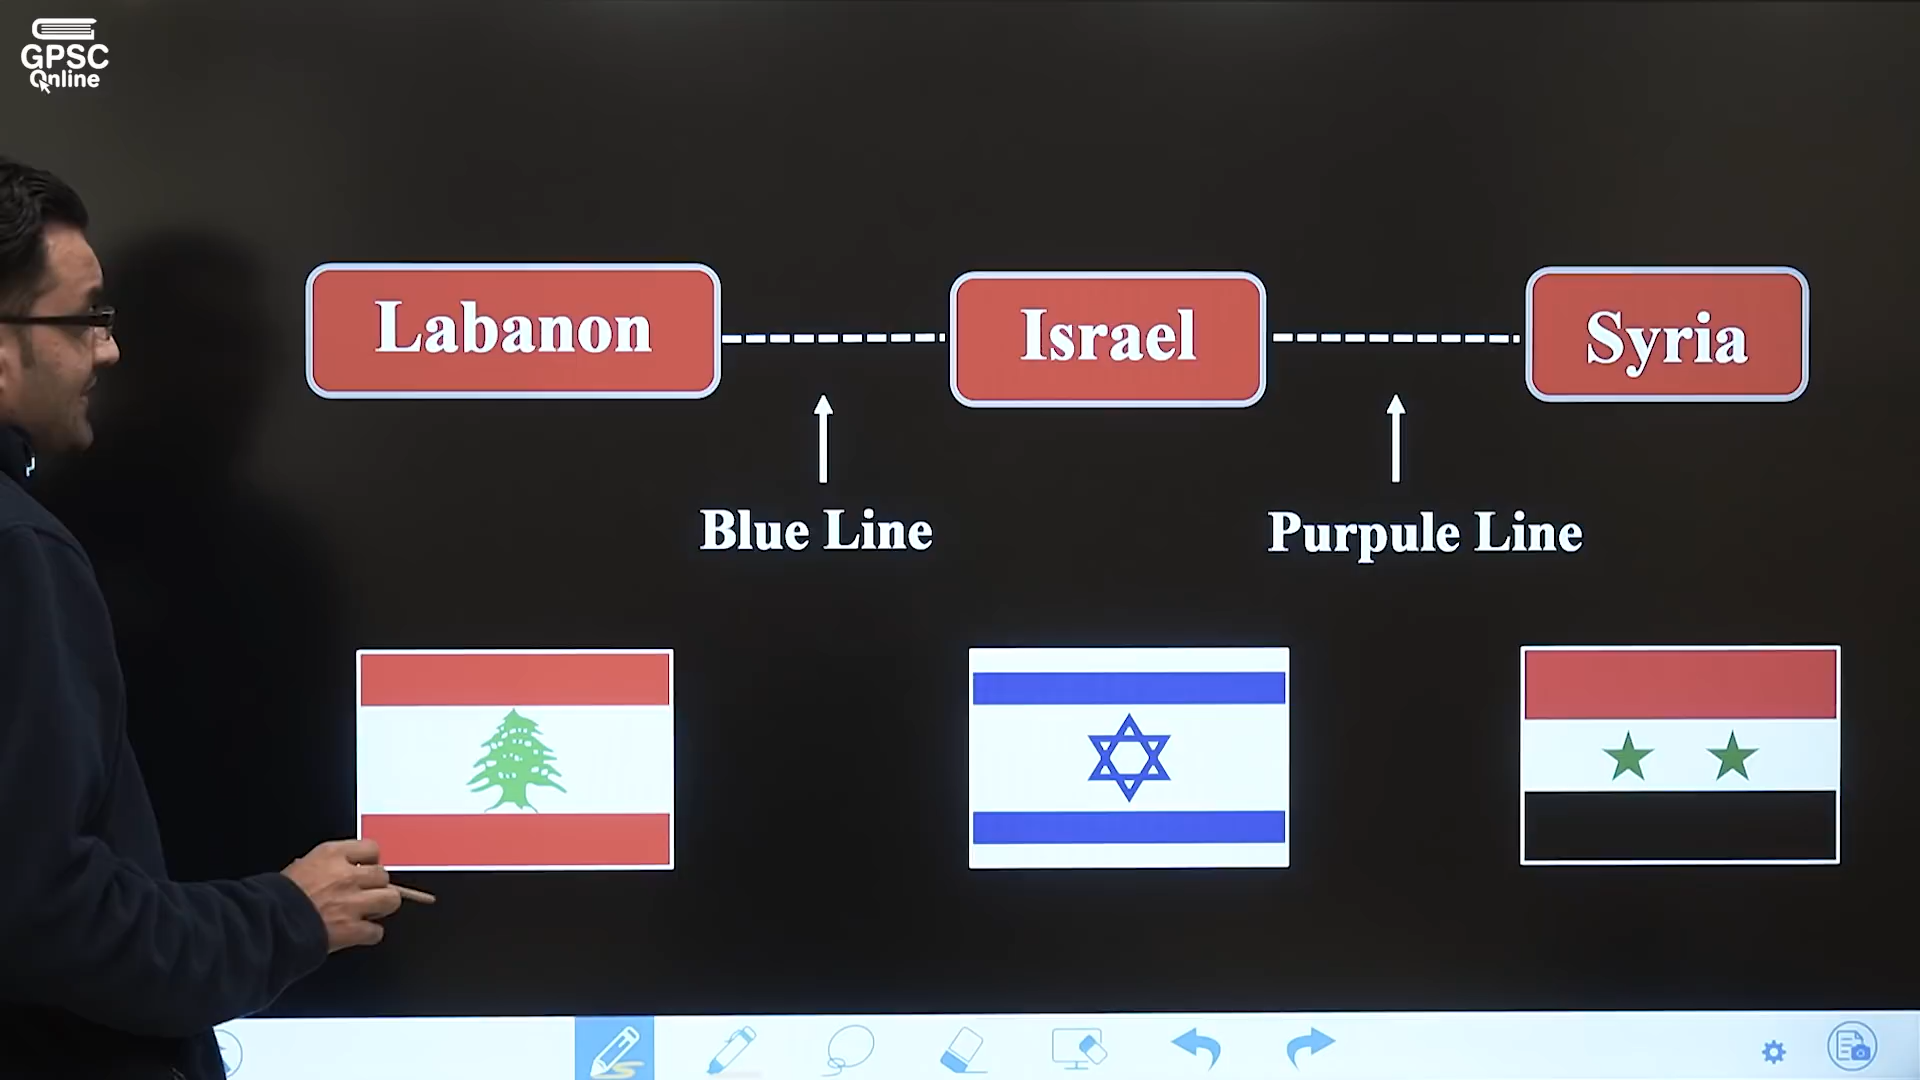 GPSC
Online
Labanon
Israel
Syria
Blue Line
Purpule Line